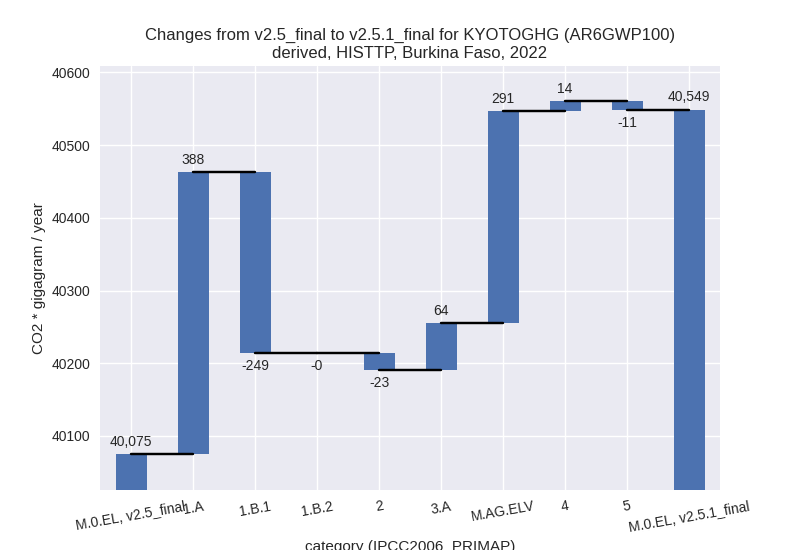 Changes from v2.5_final to v2.5.1_final for KYOTOGHG (AR6GWP100)
derived, HISTTP, Burkina Faso, 2022
40600
40500
40400
40300
40200
40100
CO2 * gigagram / year
40,075
388
-249
-0
-23
64
291
14
-11
40,549
M.0.EL, v2.5_final
1.A
1.B.1
1.B.2
2
3.A
M.AG.ELV
4
5
M.0.EL, v2.5.1_final
category (IPCC2006_PRIMAP)